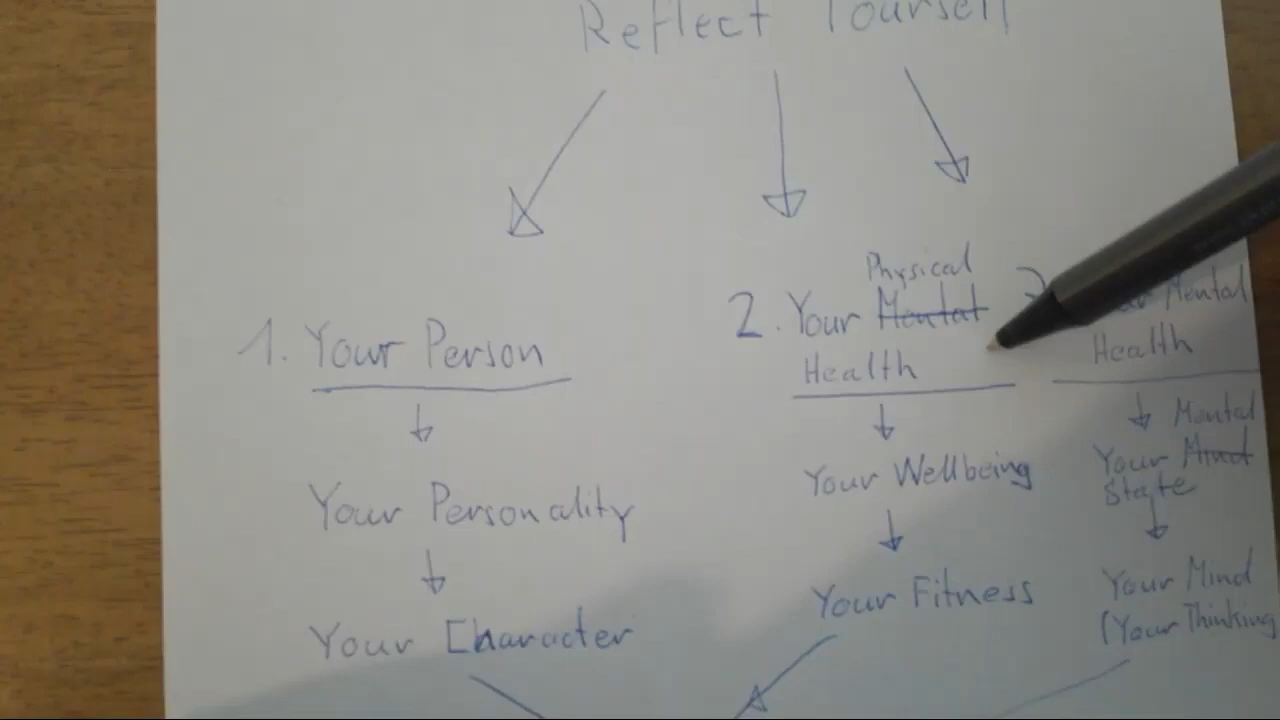 Reflect Yourself
1. Your Person
Your Personality
Your Character
Physical
2. Your Mental
Health
Your Wellbeing
Your Fitness
Mental
Health
Mental
Your Mind
State
Your Mind
(Your Thinking